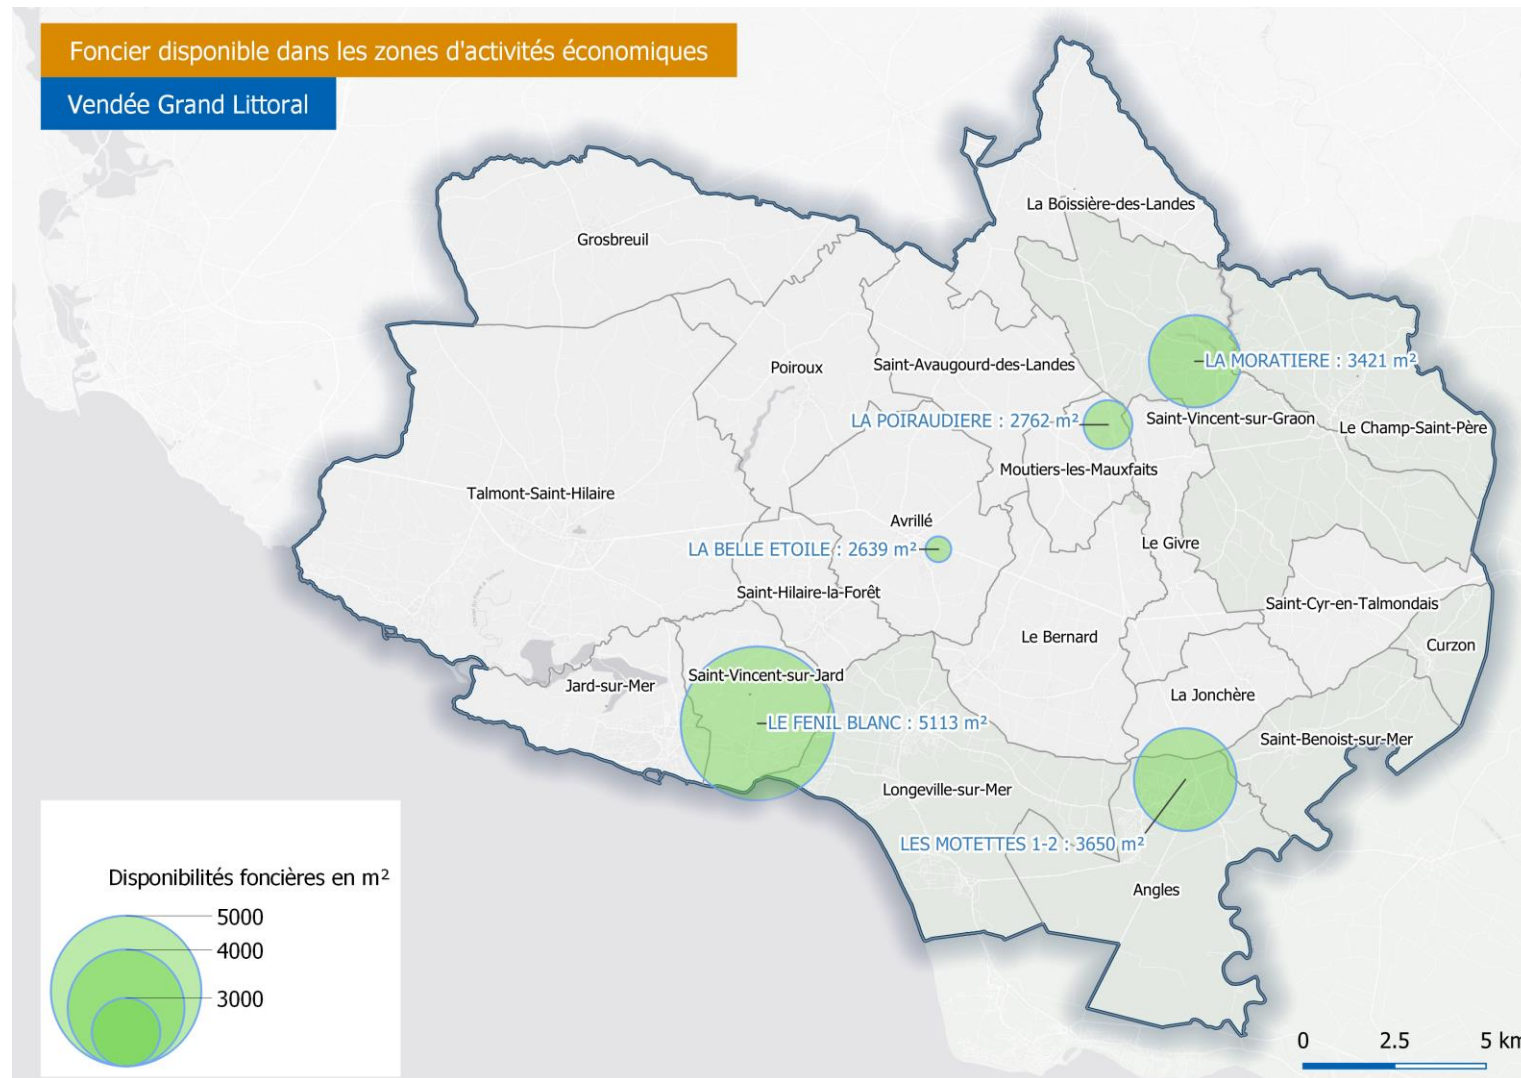 Foncier disponible dans les zones d'activités économiques
Vendée Grand Littoral
La Boissière-des-Landes
Grosbreuil
LA MORATIERE : 3421 m²
Saint-Avaugourd-des-Landes
Poiroux
LA POIRAUDIERE : 2762 m²
Saint-Vincent-sur-Graon
Le Champ-Saint-Père
Moutiers-les-Mauxfaits
Talmont-Saint-Hilaire
Avrillé
LA BELLE ETOILE : 2639 m²
Le Givre
Saint-Hilaire-la-Forêt
Saint-Cyr-en-Talmondais
Le Bernard
Curzon
Saint-Vincent-sur-Jard
Jard-sur-Mer
La Jonchère
LE FENIL BLANC : 5113 m²
Saint-Benoist-sur-Mer
Longeville-sur-Mer
LES MOTETTES 1-2 : 3650 m²
Angles
Disponibilités foncières en m²
5000
4000
3000
0 2.5 5 km